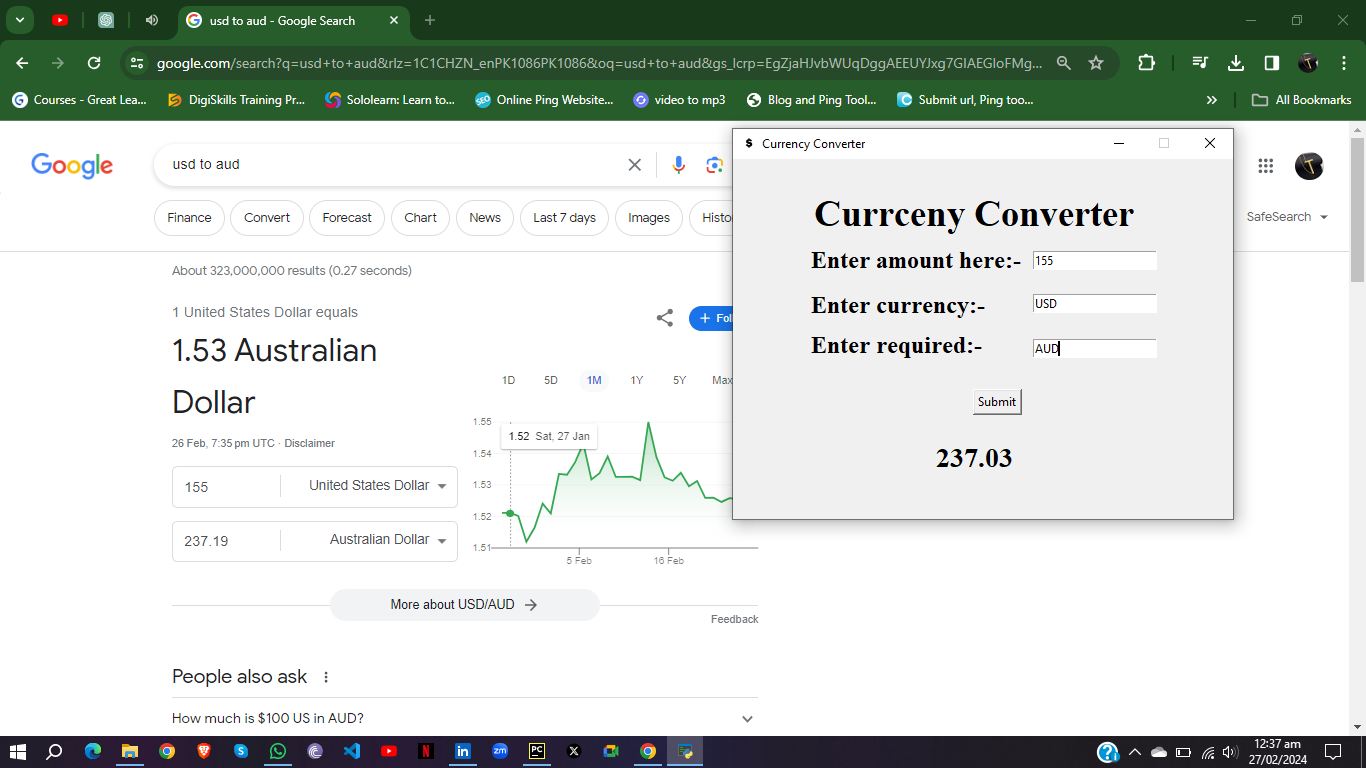 usd to aud - Google Search
google.com/search?q=usd+to+aud&rlz=1C1CHZN_enPK1086PK1086&oq=usd+to+aud&gs_lcrp=EgZjaHJvbWUqDggAEEUYJxg7GIAEGIoFMg...
Courses - Great Lea...
DigiSkills Training Pr...
Sololearn: Learn to...
Online Ping Website...
video to mp3
Blog and Ping Tool...
Submit url, Ping too...
»
All Bookmarks
Google
usd to aud
Finance
Convert
Forecast
Chart
News
Last 7 days
Images
Histo
SafeSearch
About 323,000,000 results (0.27 seconds)
1 United States Dollar equals
1.53 Australian
Dollar
26 Feb, 7:35 pm UTC · Disclaimer
155 United States Dollar
237.19 Australian Dollar
+ Foll
1D 5D 1M 1Y 5Y Max
1.55
1.52 Sat, 27 Jan
1.54
1.53
1.52
1.51
5 Feb 16 Feb
More about USD/AUD
Feedback
People also ask
How much is $100 US in AUD?
$ Currency Converter
Currceny Converter
Enter amount here:- 155
Enter currency:- USD
Enter required:- AUD
Submit
237.03
SEO
S
N
in
zm
PC
X
12:37 am
27/02/2024